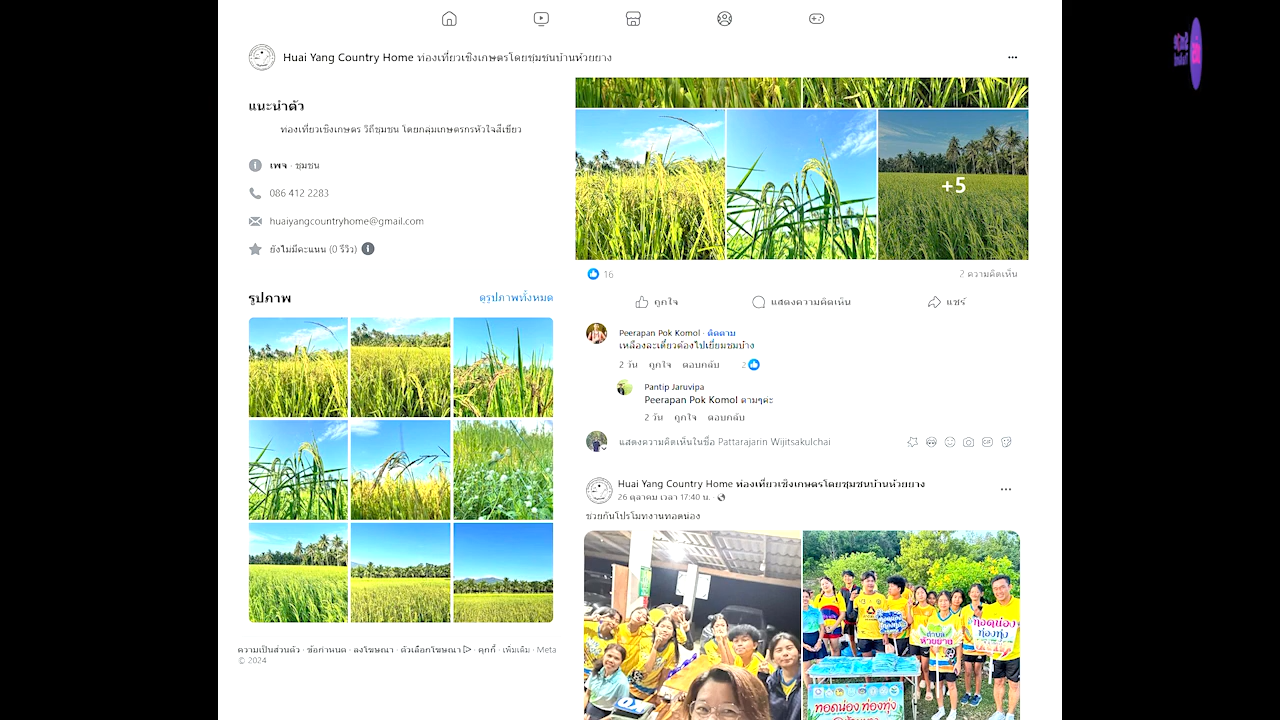 Huai Yang Country Home ท่องเที่ยวเชิงเกษตรโดยชุมชนบ้านห้วยยาง
แนะนำตัว
ท่องเที่ยวเชิงเกษตร วิถีชุมชน โดยกลุ่มเกษตรกรหัวใจสีเขียว
เพจ · ชุมชน
086 412 2283
huaiyangcountryhome@gmail.com
ยังไม่มีคะแนน (0 รีวิว)
รูปภาพ
ดูรูปภาพทั้งหมด
ความเป็นส่วนตัว · ข้อกำหนด · ลงโฆษณา · ตัวเลือกโฆษณา · คุกกี้ · เพิ่มเติม · Meta
© 2024
+5
16
2 ความคิดเห็น
ถูกใจ
แสดงความคิดเห็น
แชร์
Peerapan Pok Komol · ติดตาม
เหลืองละเดี๋ยวต้องไปเยี่ยมชมบ้าง
2 วัน ถูกใจ ตอบกลับ 2
Pantip Jaruvipa
Peerapan Pok Komol ตามๆค่ะ
2 วัน ถูกใจ ตอบกลับ
แสดงความคิดเห็นในชื่อ Pattarajarin Wijitsakulchai
Huai Yang Country Home ท่องเที่ยวเชิงเกษตรโดยชุมชนบ้านห้วยยาง
26 ตุลาคม เวลา 17:40 น. ·
ช่วยกันโปรโมทงานทอดน่อง
ทอดน่อง
ท่องทุ่ง
ห้วยยาง
ทอดน่อง ท่องทุ่ง